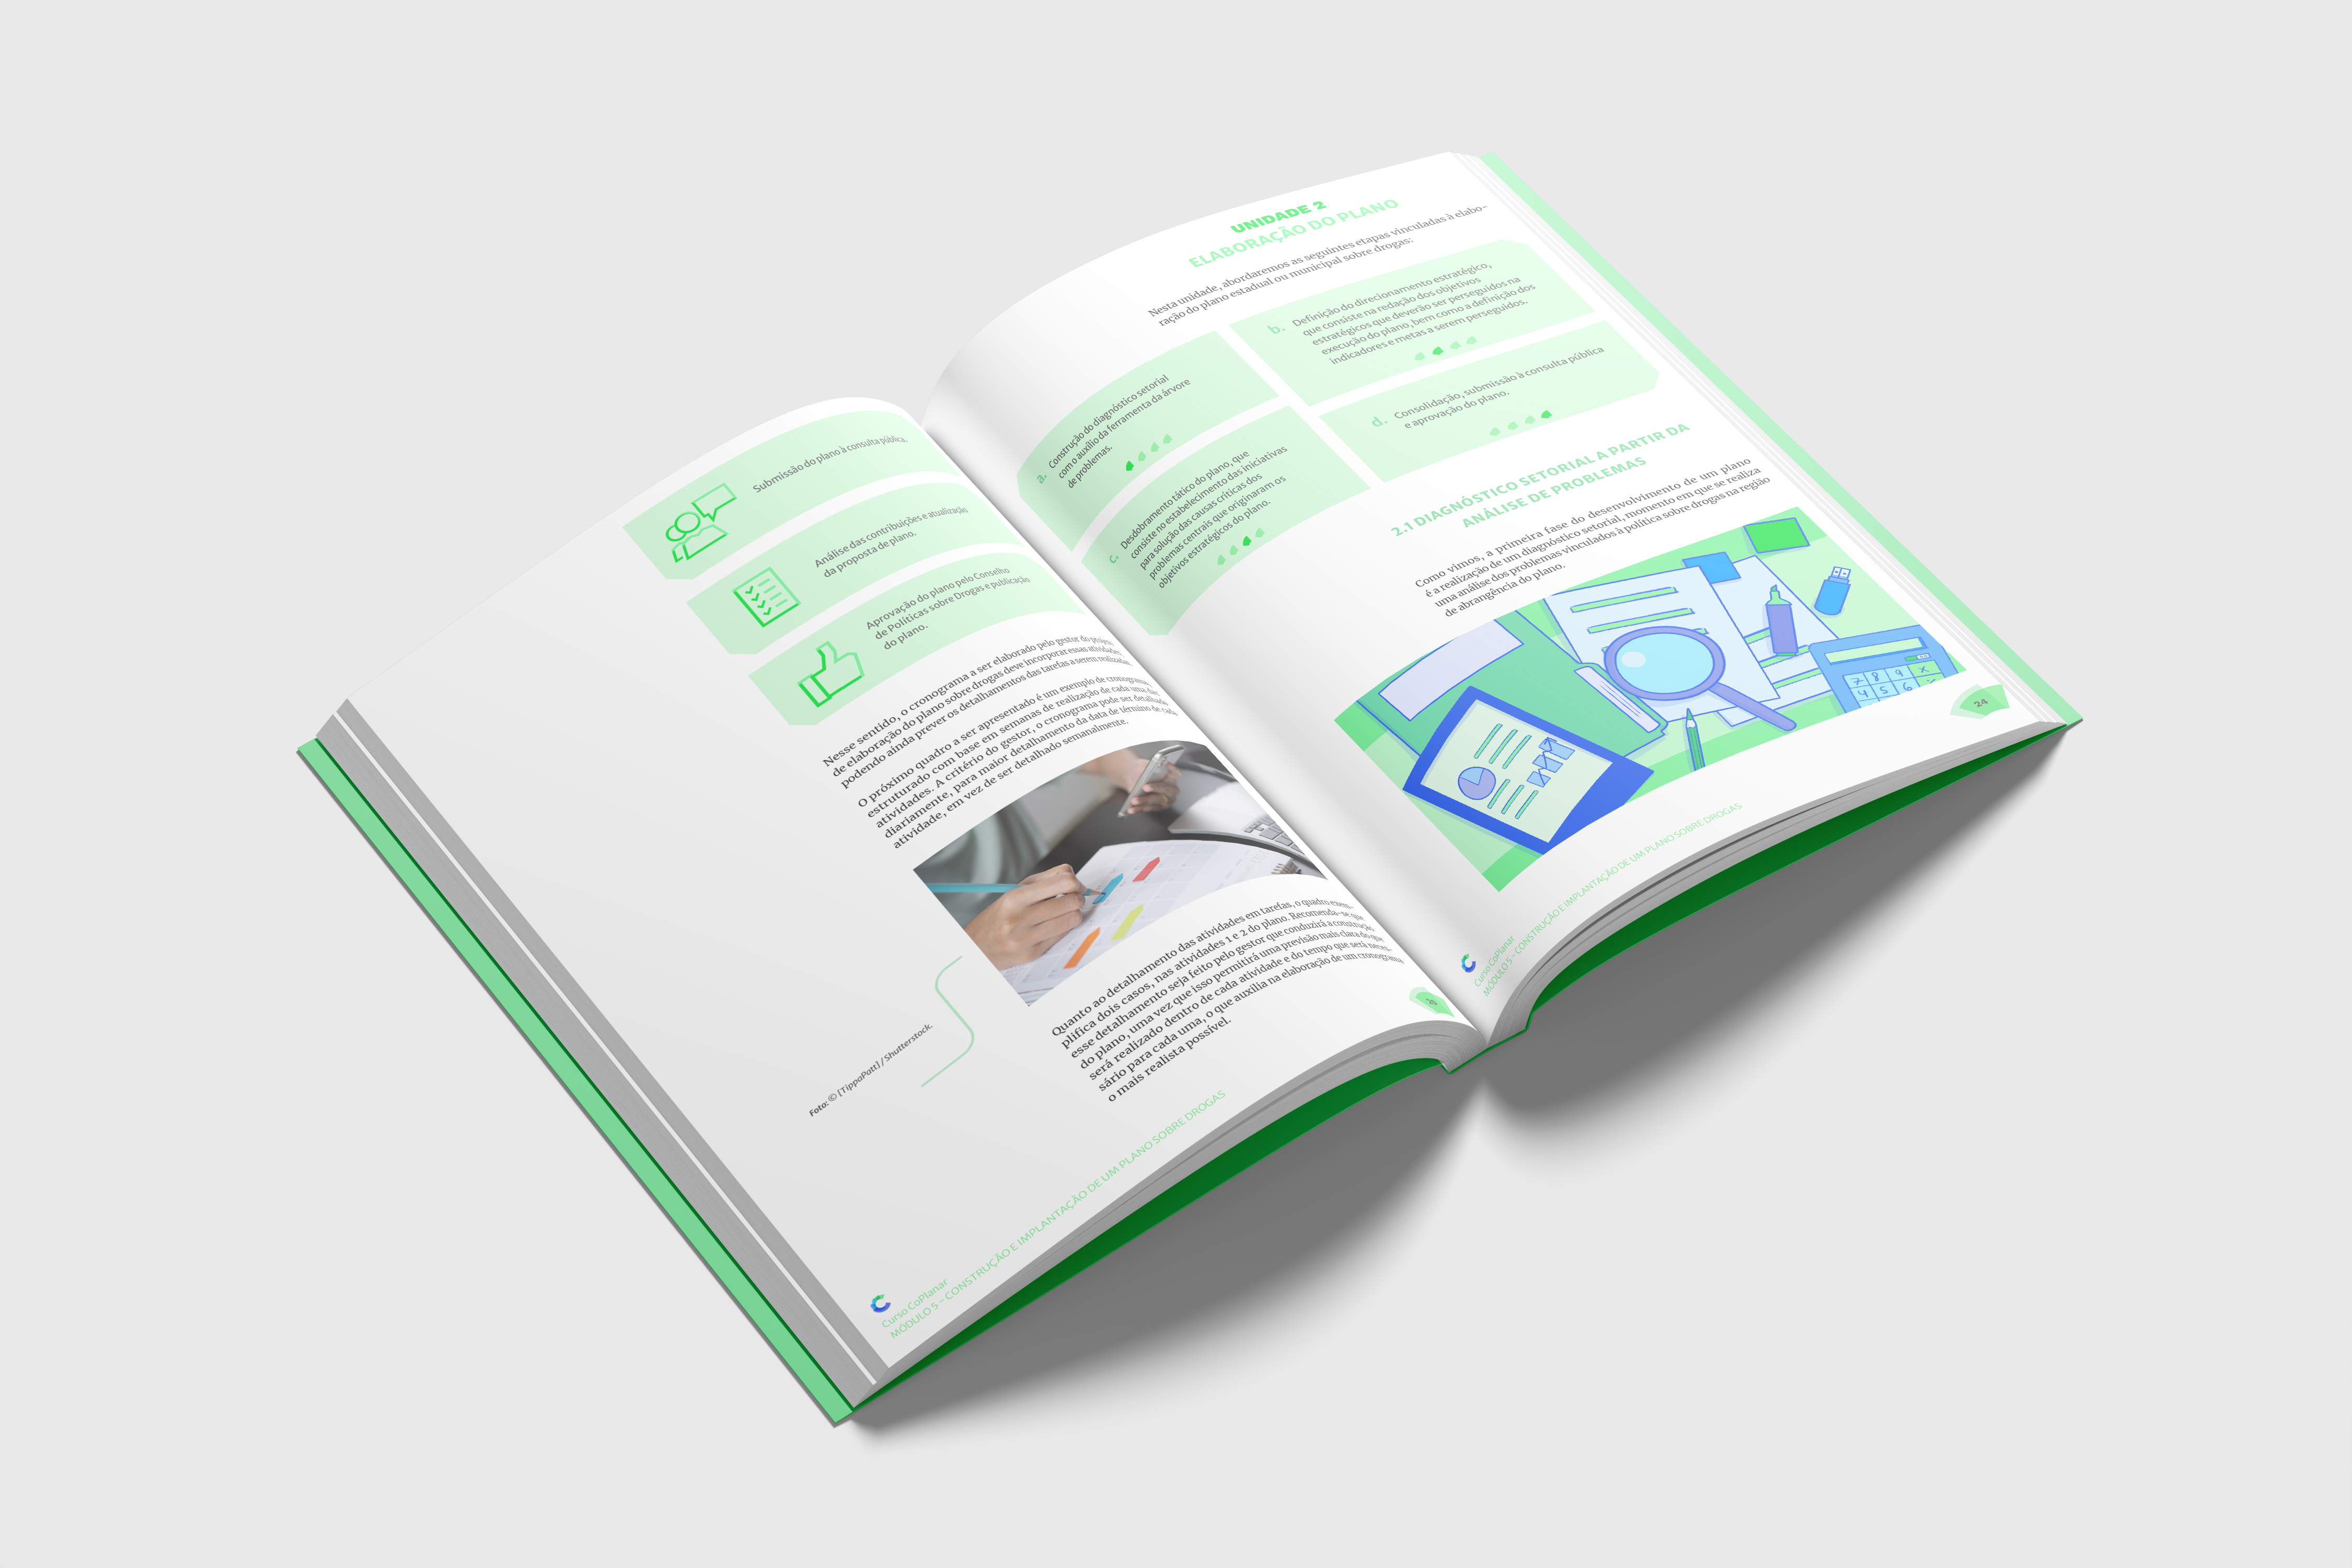 Submissão do plano à consulta pública.
Análise das contribuições e atualização
da proposta de plano.
Aprovação do plano pelo Conselho
de Políticas sobre Drogas e publicação
do plano.
Nesse sentido, o cronograma a ser elaborado pelo gestor do projeto
de elaboração do plano sobre drogas deve incorporar essas atividades,
podendo ainda prever os detalhamentos das tarefas a serem realizadas.
O próximo quadro a ser apresentado é um exemplo de cronograma,
estruturado com base em semanas de realização de cada uma das
atividades. A critério do gestor, o cronograma pode ser detalhado
diariamente, para maior detalhamento da data de término de cada
atividade, em vez de ser detalhado semanalmente.
Foto: © [TippaPatt] / Shutterstock.
Quanto ao detalhamento das atividades em tarefas, o quadro exem-
plifica dois casos, nas atividades 1 e 2 do plano. Recomenda-se que
esse detalhamento seja feito pelo gestor que conduzirá a construção
do plano, uma vez que isso permitirá uma previsão mais clara do que
será realizado dentro de cada atividade e do tempo que será neces-
sário para cada uma, o que auxilia na elaboração de um cronograma
o mais realista possível.
Curso CoPlanar
MÓDULO 5 – CONSTRUÇÃO E IMPLANTAÇÃO DE UM PLANO SOBRE DROGAS
UNIDADE 2
ELABORAÇÃO DO PLANO
Nesta unidade, abordaremos as seguintes etapas vinculadas à elabo-
ração do plano estadual ou municipal sobre drogas:
a. Construção do diagnóstico setorial
com o auxílio da ferramenta da árvore
de problemas.
b. Definição do direcionamento estratégico,
que consiste na redação dos objetivos
estratégicos que deverão ser perseguidos na
execução do plano, bem como a definição dos
indicadores e metas a serem perseguidos.
c. Desdobramento tático do plano, que
consiste no estabelecimento das iniciativas
para solução das causas críticas dos
problemas centrais que originaram os
objetivos estratégicos do plano.
d. Consolidação, submissão à consulta pública
e aprovação do plano.
2.1 DIAGNÓSTICO SETORIAL A PARTIR DA
ANÁLISE DE PROBLEMAS
Como vimos, a primeira fase do desenvolvimento de um plano
é a realização de um diagnóstico setorial, momento em que se realiza
uma análise dos problemas vinculados à política sobre drogas na região
de abrangência do plano.
7 8 9 X
4 5 6
24
Curso CoPlanar
MÓDULO 5 – CONSTRUÇÃO E IMPLANTAÇÃO DE UM PLANO SOBRE DROGAS